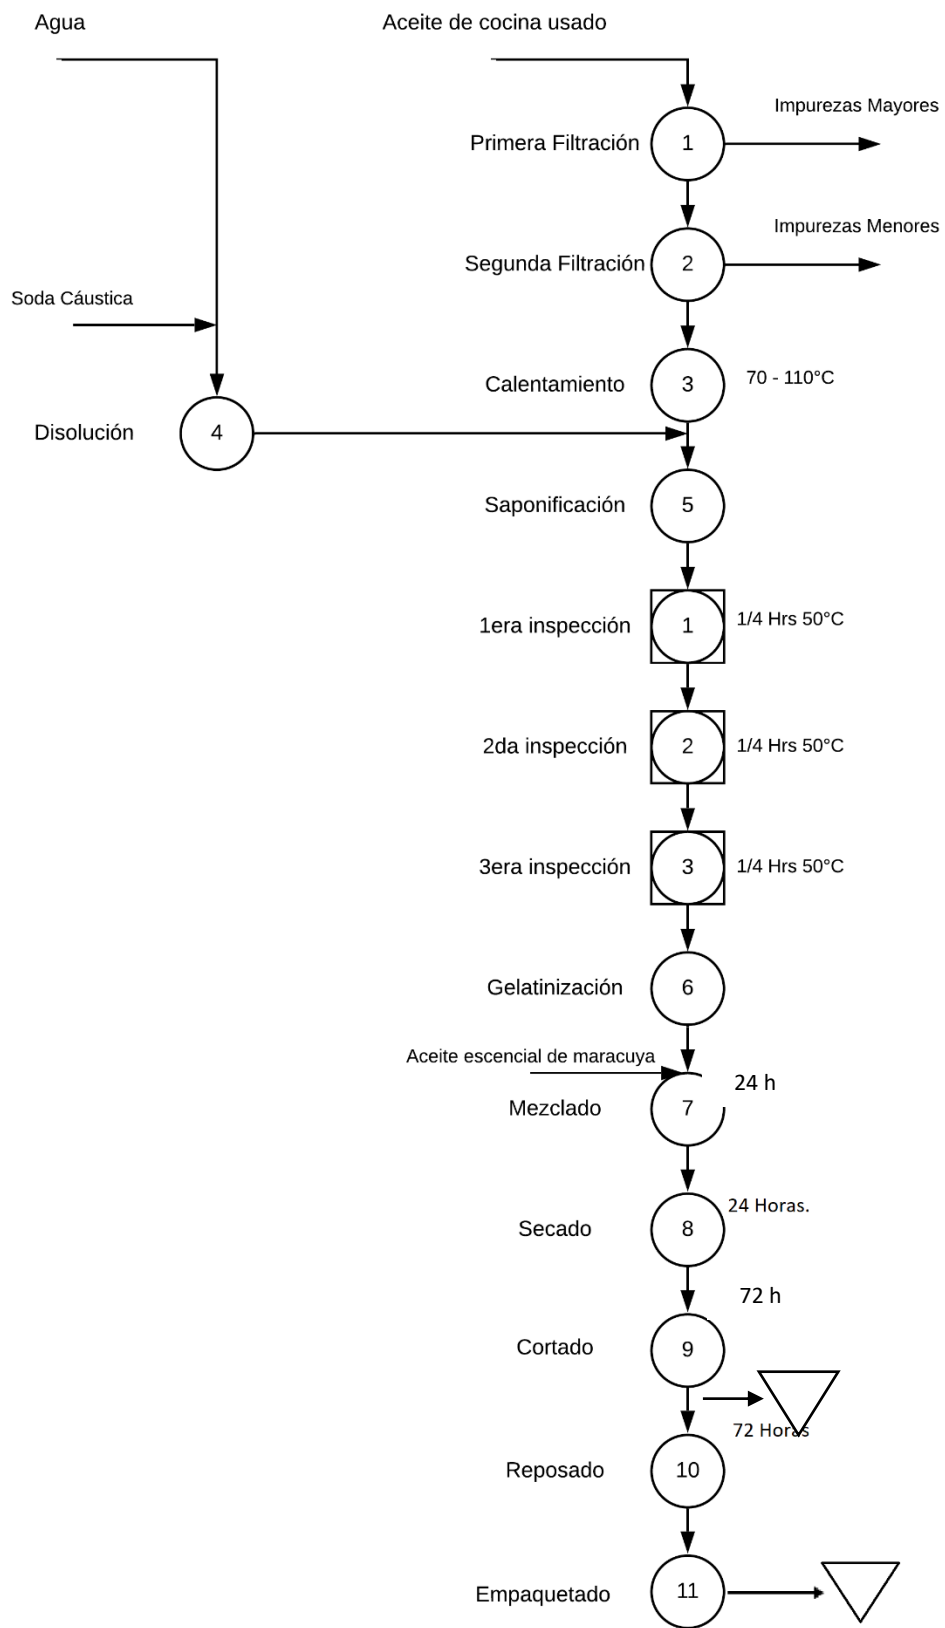 Agua
Aceite de cocina usado
Impurezas Mayores
Primera Filtración
1
Impurezas Menores
Segunda Filtración
2
Soda Cáustica
Calentamiento
3
70 - 110°C
Disolución
4
Saponificación
5
1era inspección
1
1/4 Hrs 50°C
2da inspección
2
1/4 Hrs 50°C
3era inspección
3
1/4 Hrs 50°C
Gelatinización
6
Aceite escencial de maracuya
24 h
Mezclado
7
24 Horas.
Secado
8
72 h
Cortado
9
72 Horas
Reposado
10
Empaquetado
11